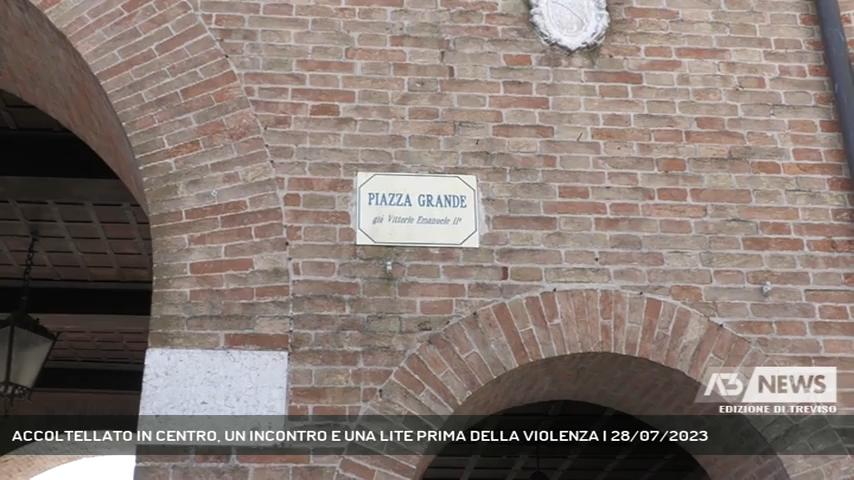 PIAZZA GRANDE
già Vittorio Emanuele II°
A3 NEWS
EDIZIONE DI TREVISO
ACCOLTELLATO IN CENTRO, UN INCONTRO E UNA LITE PRIMA DELLA VIOLENZA | 28/07/2023